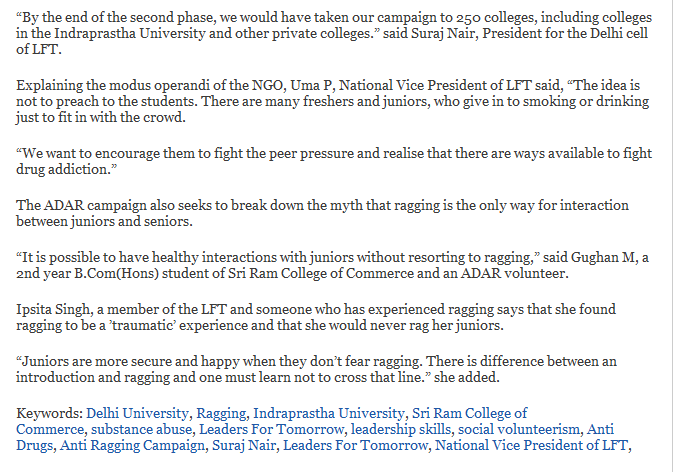 “By the end of the second phase, we would have taken our campaign to 250 colleges, including colleges
in the Indraprastha University and other private colleges.” said Suraj Nair, President for the Delhi cell
of LFT.
Explaining the modus operandi of the NGO, Uma P, National Vice President of LFT said, “The idea is
not to preach to the students. There are many freshers and juniors, who give in to smoking or drinking
just to fit in with the crowd.
“We want to encourage them to fight the peer pressure and realise that there are ways available to fight
drug addiction.”
The ADAR campaign also seeks to break down the myth that ragging is the only way for interaction
between juniors and seniors.
“It is possible to have healthy interactions with juniors without resorting to ragging,” said Gughan M, a
2nd year B.Com(Hons) student of Sri Ram College of Commerce and an ADAR volunteer.
Ipsita Singh, a member of the LFT and someone who has experienced ragging says that she found
ragging to be a ’traumatic’ experience and that she would never rag her juniors.
“Juniors are more secure and happy when they don’t fear ragging. There is difference between an
introduction and ragging and one must learn not to cross that line.” she added.
Keywords: Delhi University, Ragging, Indraprastha University, Sri Ram College of
Commerce, substance abuse, Leaders For Tomorrow, leadership skills, social volunteerism, Anti
Drugs, Anti Ragging Campaign, Suraj Nair, Leaders For Tomorrow, National Vice President of LFT,